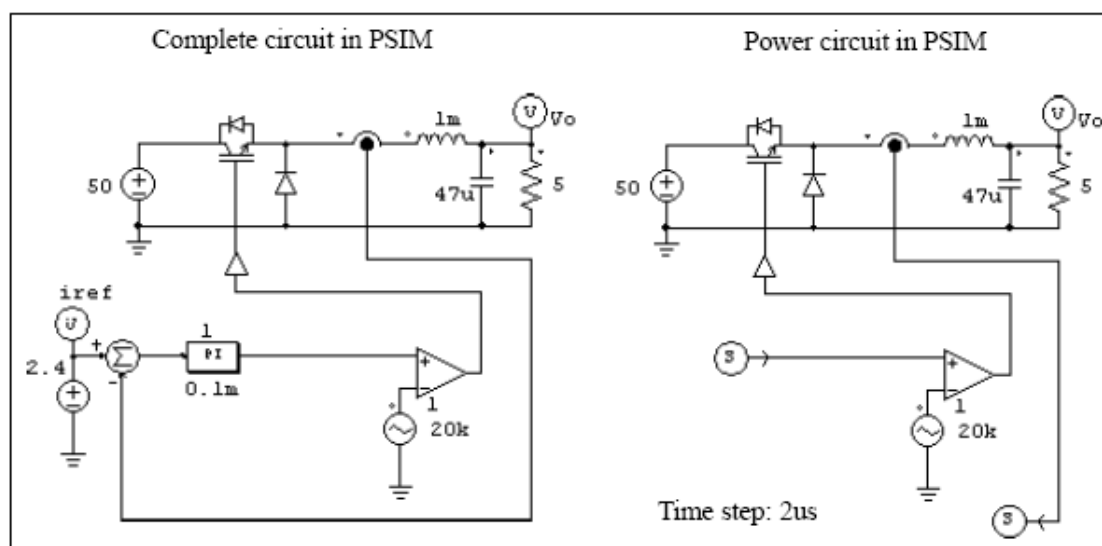 Complete circuit in PSIM
50
1m
47u
V
Vo
5
iref
V
2.4
+
-
Σ
1
PI
0.1m
+
-
1
20k
Power circuit in PSIM
50
1m
47u
V
Vo
5
S
+
-
1
20k
S
Time step: 2us